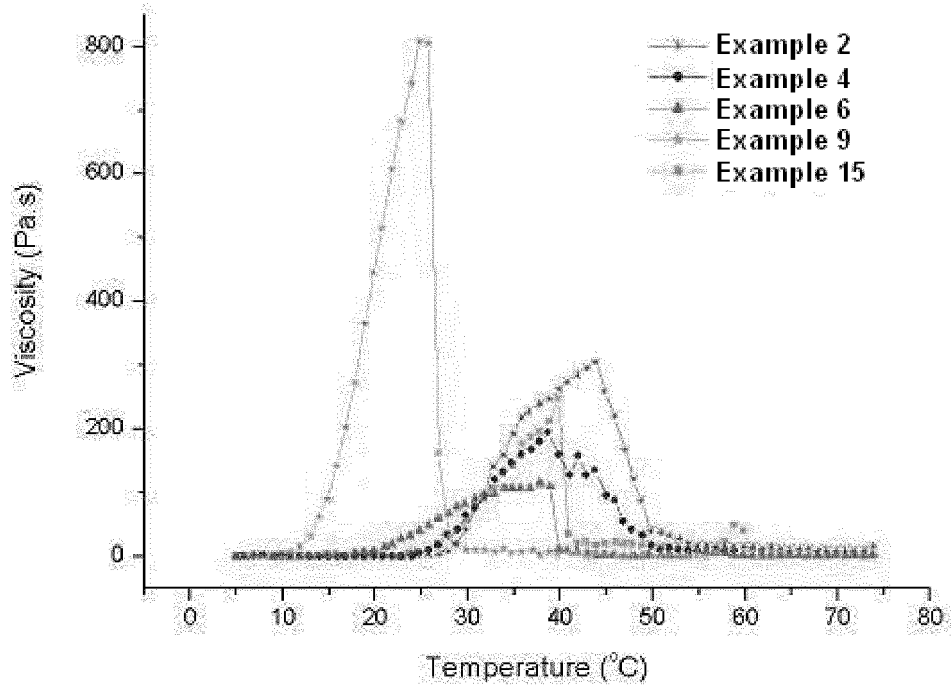 800
600
400
200
0
Viscosity (Pa.s)
Example 2
Example 4
Example 6
Example 9
Example 15
0 10 20 30 40 50 60 70 80
Temperature (°C)